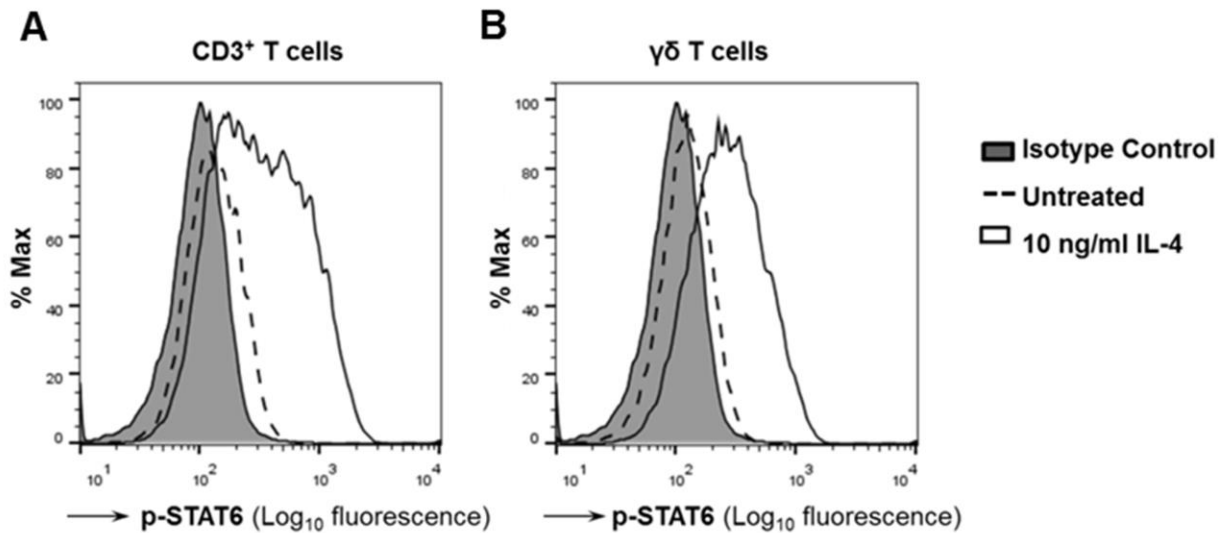 A
CD3⁺ T cells
% Max
100
80
60
40
20
0
10¹ 10² 10³ 10⁴
p-STAT6 (Log₁₀ fluorescence)
B
γδ T cells
% Max
100
80
60
40
20
0
10¹ 10² 10³ 10⁴
p-STAT6 (Log₁₀ fluorescence)
Isotype Control
Untreated
10 ng/ml IL-4